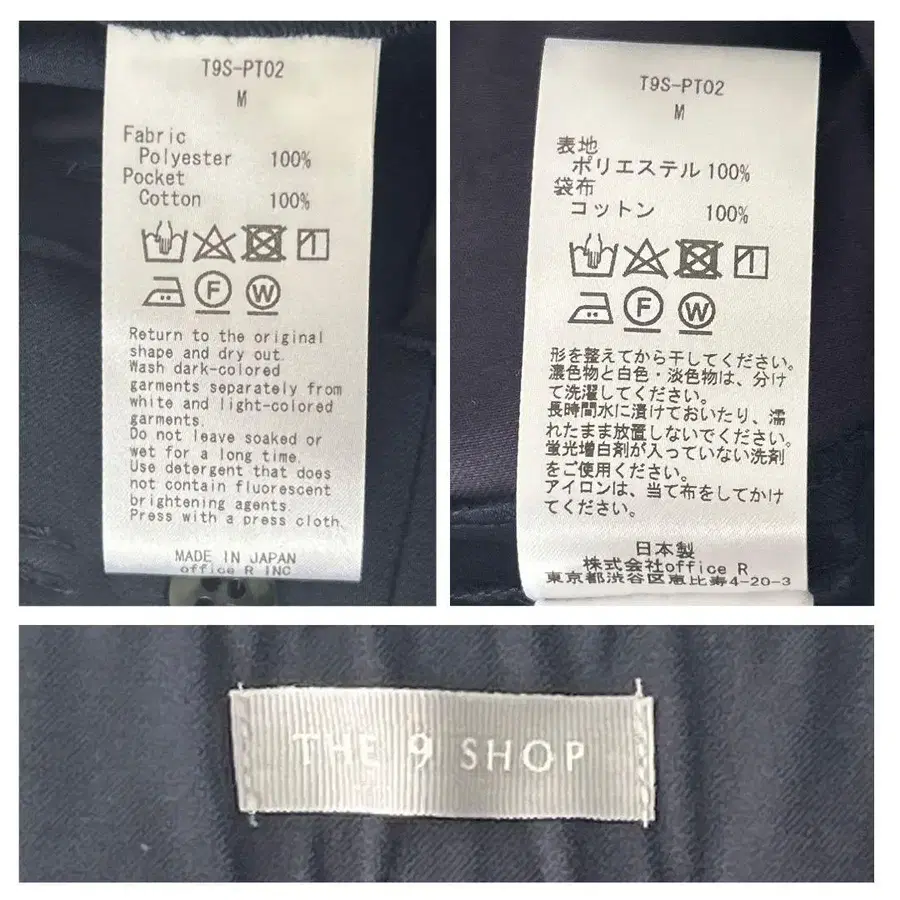 T9S-PT02
M
Fabric
Polyester 100%
Pocket
Cotton 100%
F W
Return to the original
shape and dry out.
Wash dark-colored
garments separately from
white and light-colored
garments.
Do not leave soaked or
wet for a long time.
Use detergent that does
not contain fluorescent
brightening agents.
Press with a press cloth.
MADE IN JAPAN
office R INC
T9S-PT02
M
表地
ポリエステル 100%
袋布
コットン 100%
F W
形を整えてから干してください。
濃色物と白色・淡色物は、分け
て洗濯してください。
長時間水に漬けておいたり、濡
れたまま放置しないでください。
蛍光増白剤が入っていない洗剤
をご使用ください。
アイロンは、当て布をしてかけ
てください。
日本製
株式会社office R
東京都渋谷区恵比寿4-20-3
THE 9 SHOP